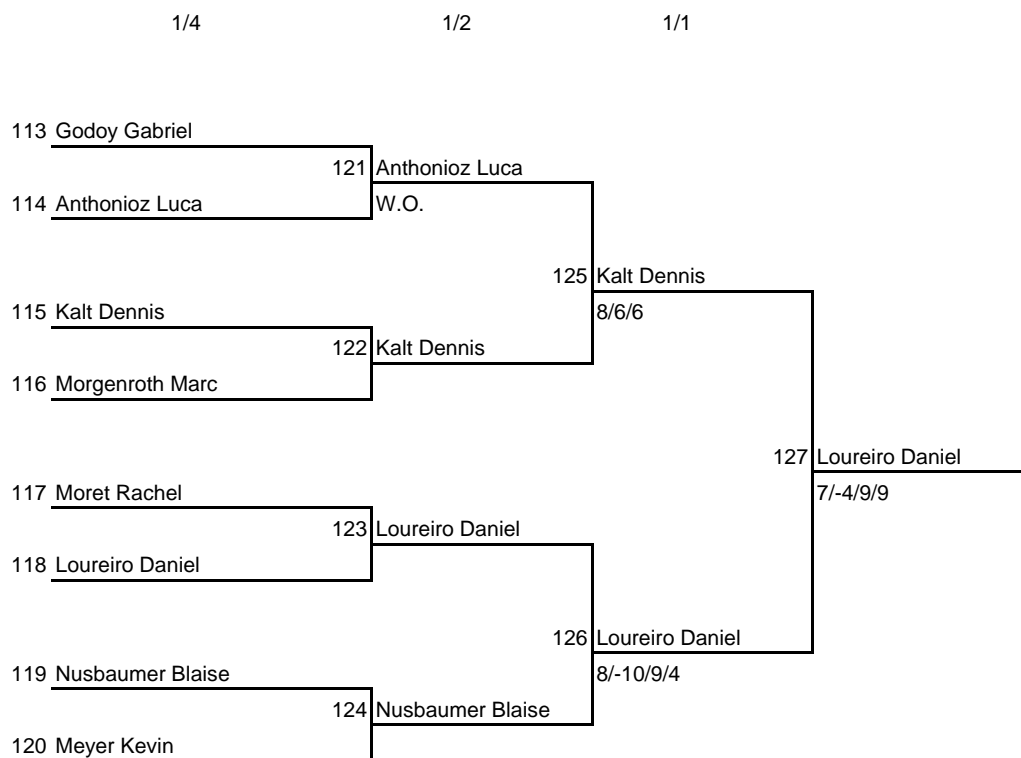 1/4 1/2 1/1
113 Godoy Gabriel
121 Anthonioz Luca
114 Anthonioz Luca W.O.
125 Kalt Dennis
115 Kalt Dennis 8/6/6
122 Kalt Dennis
116 Morgenroth Marc
127 Loureiro Daniel
117 Moret Rachel 7/-4/9/9
123 Loureiro Daniel
118 Loureiro Daniel
126 Loureiro Daniel
119 Nusbaumer Blaise 8/-10/9/4
124 Nusbaumer Blaise
120 Meyer Kevin